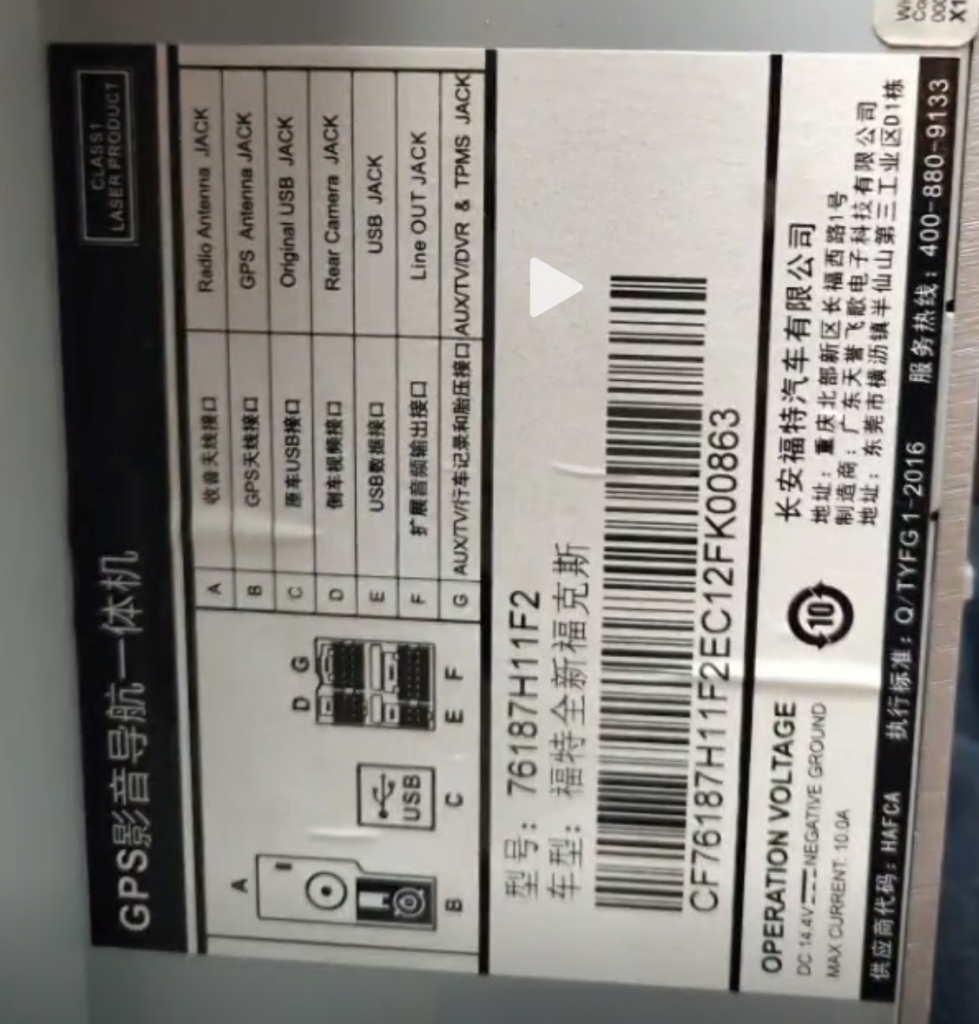 GPS影音导航一体机
CLASS1
LASER PRODUCT
A
B
USB
C
D G
E F
A 收音天线接口 Radio Antenna JACK
B GPS天线接口 GPS Antenna JACK
C 原车USB接口 Original USB JACK
D 倒车视频接口 Rear Camera JACK
E USB数据接口 USB JACK
F 扩展音频输出接口 Line OUT JACK
G AUX/TV/行车记录和胎压接口 AUX/TV/DVR & TPMS JACK
型号: 76187H11F2
车型: 福特全新福克斯
CF76187H11F2EC12FK00863
OPERATION VOLTAGE
DC 14.4V NEGATIVE GROUND
MAX CURRENT: 10.0A
10
长安福特汽车有限公司
地址: 重庆北部新区长福西路1号
制造商: 广东天誉飞歌电子科技有限公司
地址: 东莞市横沥镇半仙山第三工业区D1栋
供应商代码: HAFCA 执行标准: Q/TYFG1-2016 服务热线: 400-880-9133
Wi
Co
000
X1